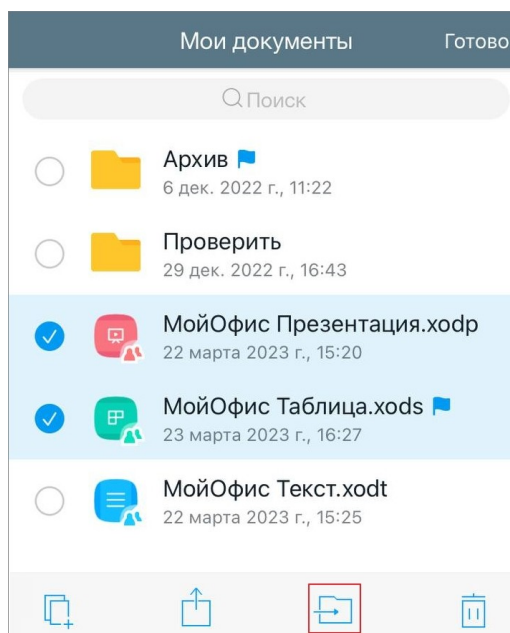 Мои документы Готово
Поиск
Архив
6 дек. 2022 г., 11:22
Проверить
29 дек. 2022 г., 16:43
МойОфис Презентация.xodp
22 марта 2023 г., 15:20
МойОфис Таблица.xods
23 марта 2023 г., 16:27
МойОфис Текст.xodt
22 марта 2023 г., 15:25